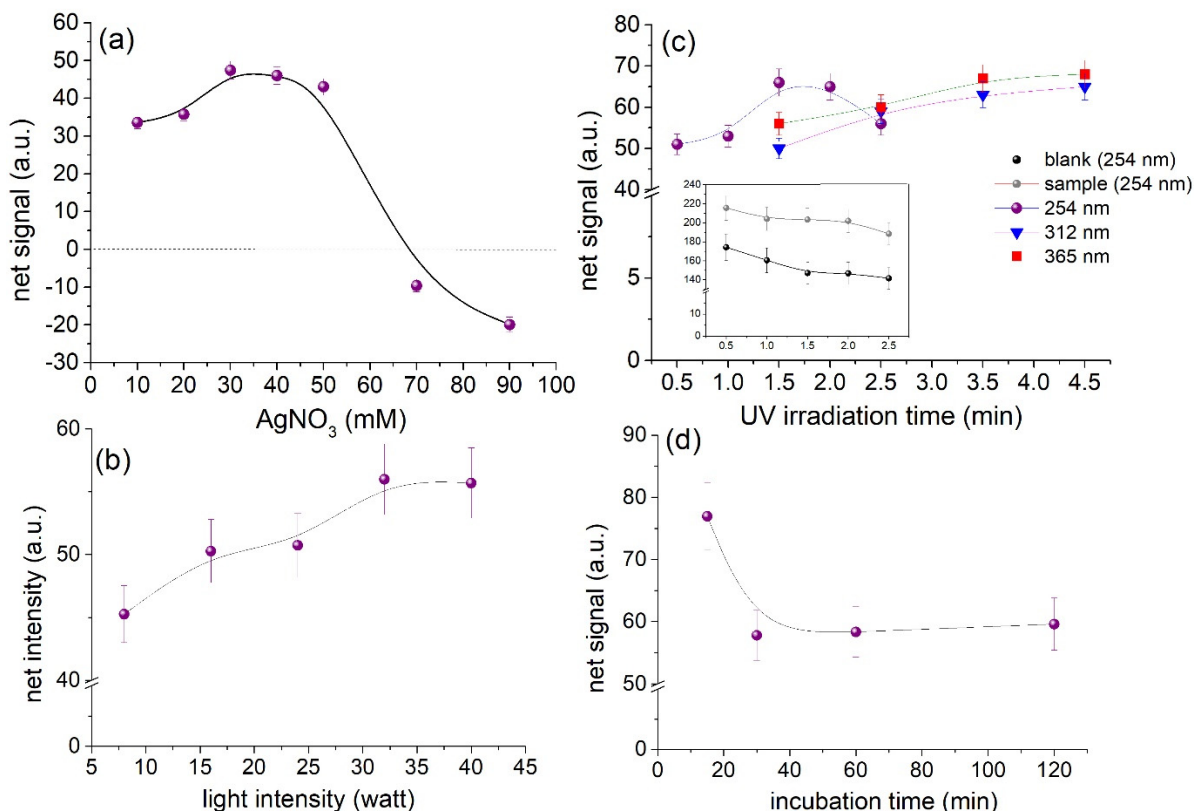 (a)
60
50
40
30
20
10
0
-10
-20
-30
net signal (a.u.)
0 10 20 30 40 50 60 70 80 90 100
AgNO₃ (mM)
(c)
80
70
60
50
40
5
0
net signal (a.u.)
blank (254 nm)
sample (254 nm)
254 nm
312 nm
365 nm
240
220
200
180
160
140
10
0
0.5 1.0 1.5 2.0 2.5
0.5 1.0 1.5 2.0 2.5 3.0 3.5 4.0 4.5
UV irradiation time (min)
(b)
60
50
40
0
net intensity (a.u.)
5 10 15 20 25 30 35 40 45
light intensity (watt)
(d)
90
80
70
60
50
0
net signal (a.u.)
0 20 40 60 80 100 120
incubation time (min)